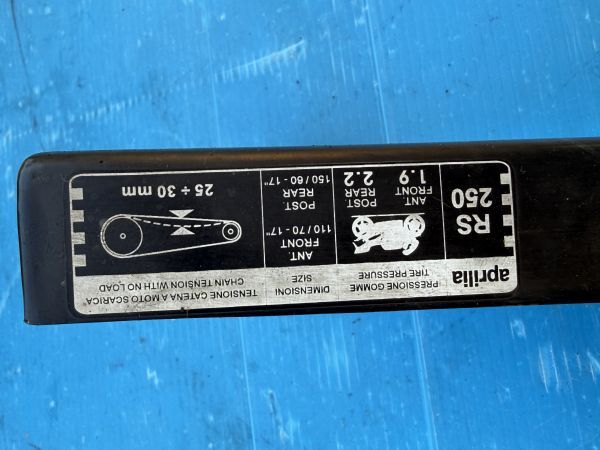 aprilia
RS
250
PRESSIONE GOMME
TIRE PRESSURE
ANT. POST.
FRONT REAR
1.9 2.2
DIMENSIONI
SIZE
ANT.
FRONT
110 / 70 - 17"
POST.
REAR
150 / 60 - 17"
TENSIONE CATENA A MOTO SCARICA
CHAIN TENSION WITH NO LOAD
25 ÷ 30 mm